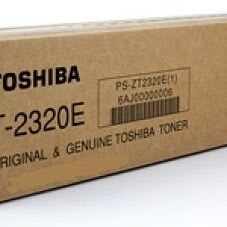 TOSHIBA
PS-ZT2320E(1)
6AJ00000006
T-2320E
ORIGINAL & GENUINE TOSHIBA TONER